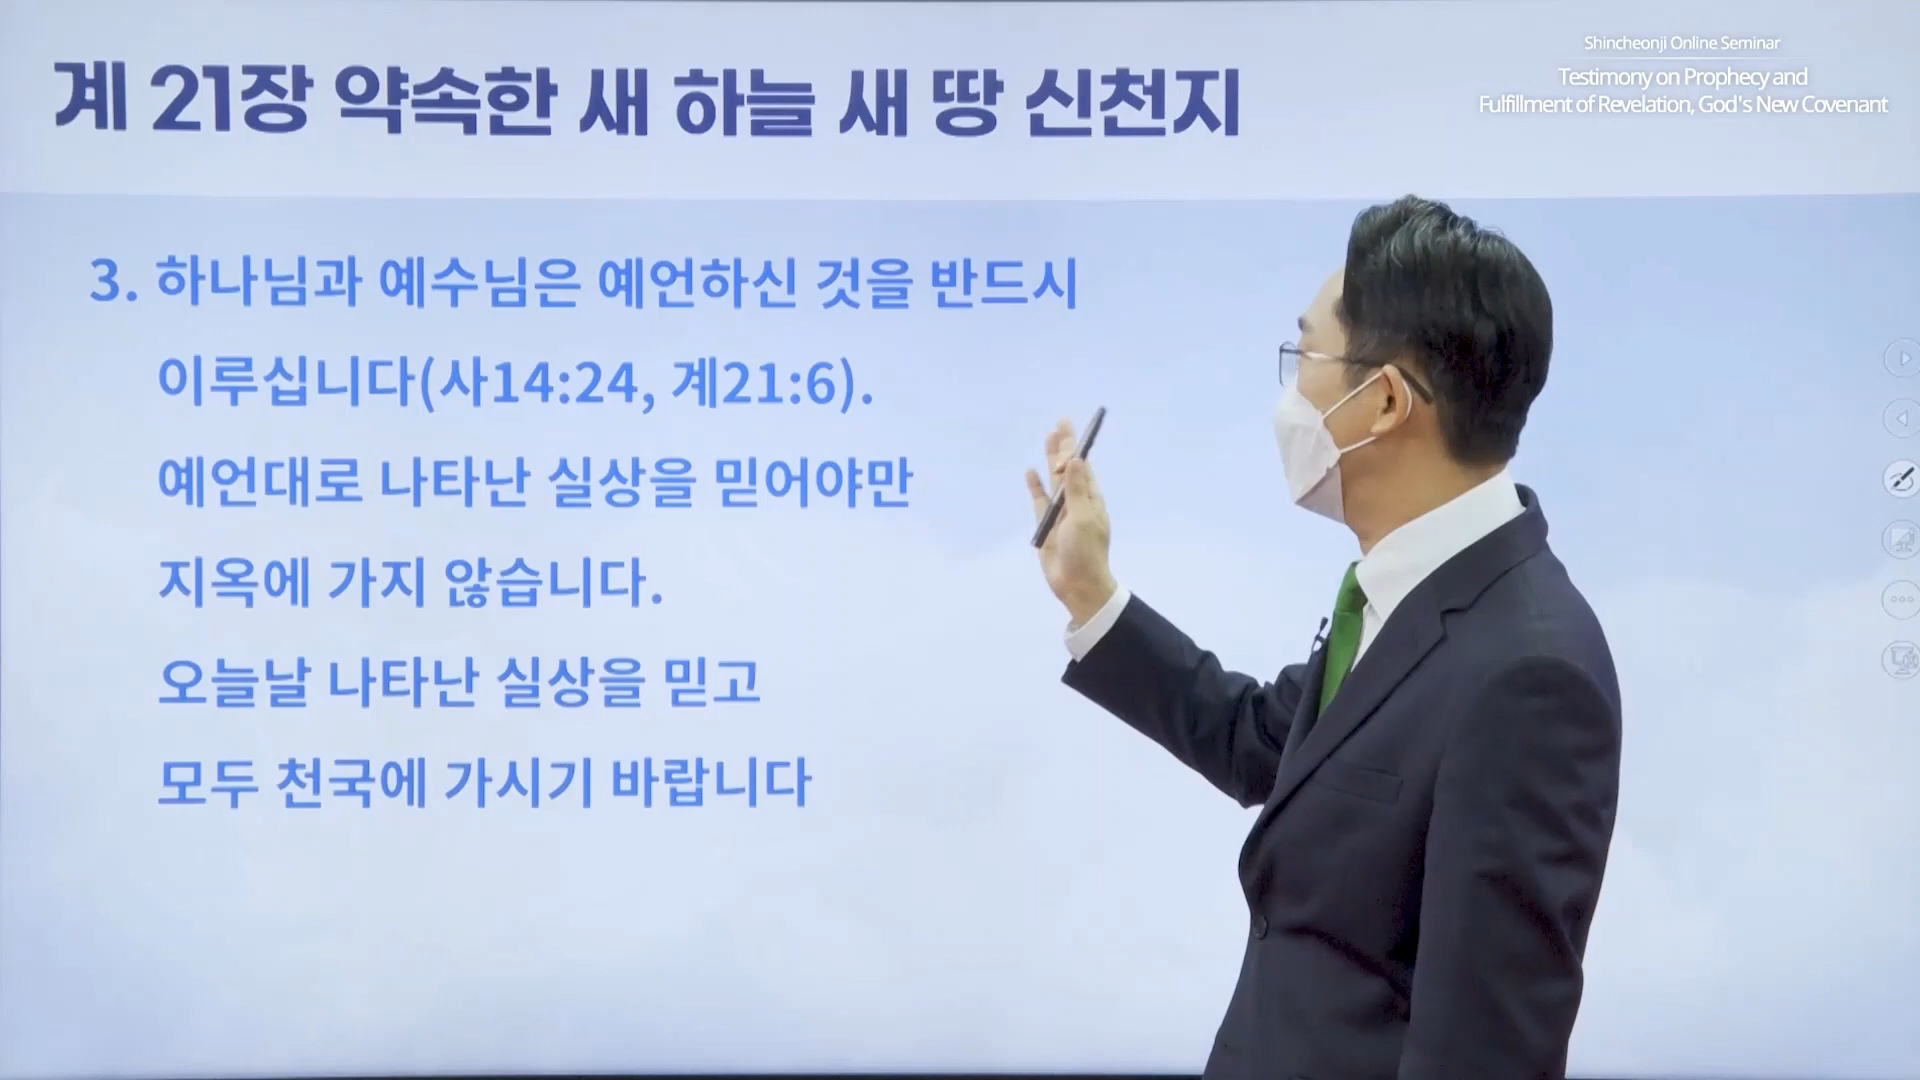 계 21장 약속한 새 하늘 새 땅 신천지
Shincheonji Online Seminar
Testimony on Prophecy and
Fulfillment of Revelation, God's New Covenant
3. 하나님과 예수님은 예언하신 것을 반드시
이루십니다(사14:24, 계21:6).
예언대로 나타난 실상을 믿어야만
지옥에 가지 않습니다.
오늘날 나타난 실상을 믿고
모두 천국에 가시기 바랍니다